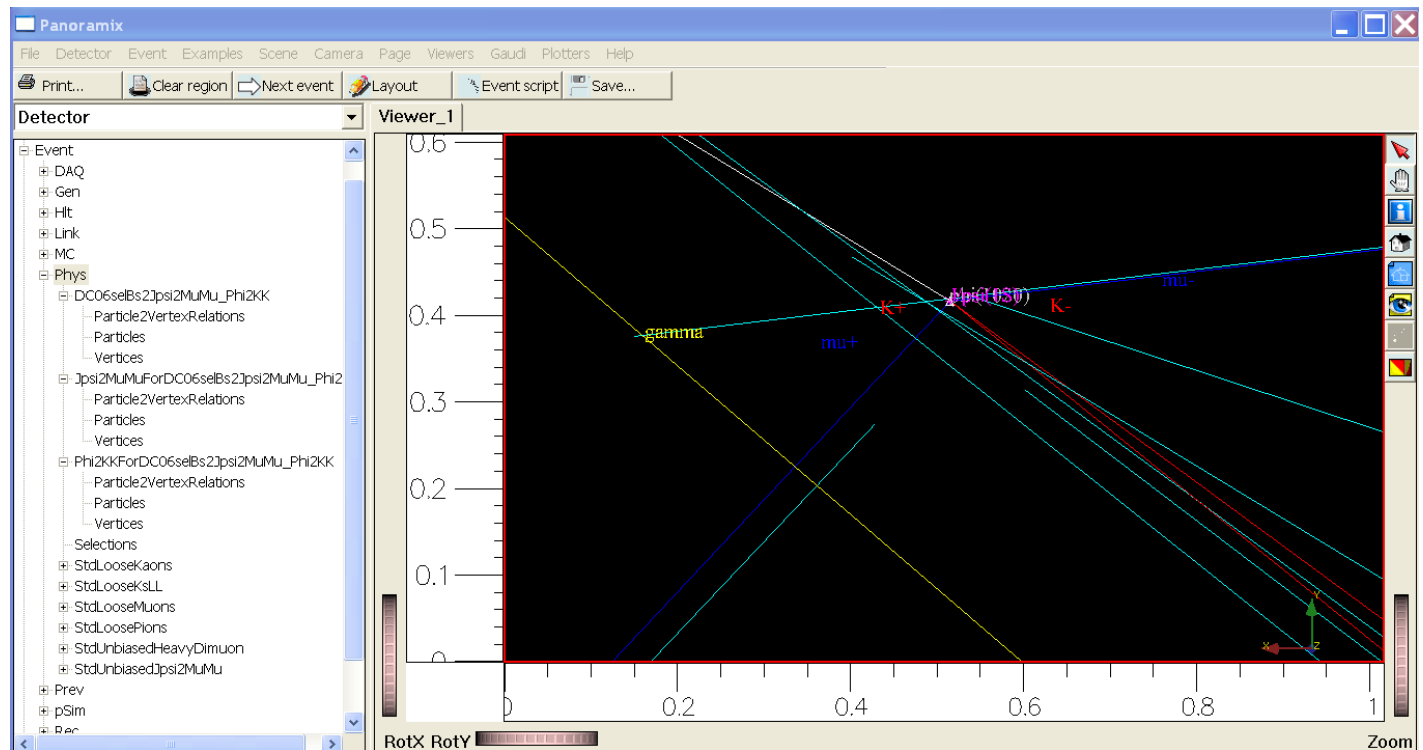 Panoramix
File Detector Event Examples Scene Camera Page Viewers Gaudi Plotters Help
Print... Clear region Next event Layout Event script Save...
Detector
Viewer_1
Event
DAQ
Gen
Hlt
Link
MC
Phys
DC06selBs2Jpsi2MuMu_Phi2KK
Particle2VertexRelations
Particles
Vertices
Jpsi2MuMuForDC06selBs2Jpsi2MuMu_Phi2
Particle2VertexRelations
Particles
Vertices
Phi2KKForDC06selBs2Jpsi2MuMu_Phi2KK
Particle2VertexRelations
Particles
Vertices
Selections
StdLooseKaons
StdLooseKsLL
StdLooseMuons
StdLoosePions
StdUnbiasedHeavyDimuon
StdUnbiasedJpsi2MuMu
Prev
pSim
Rec
0.6
0.5
0.4
0.3
0.2
0.1
0
mu-
K+
K-
gamma
mu+
Y
X
Z
0 0.2 0.4 0.6 0.8 1
RotX RotY
Zoom